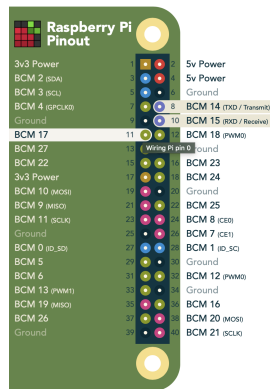 Raspberry Pi
Pinout
3v3 Power 1 2 5v Power
BCM 2 (SDA) 3 4 5v Power
BCM 3 (SCL) 5 6 Ground
BCM 4 (GPCLK0) 7 8 BCM 14 (TXD / Transmit)
Ground 9 10 BCM 15 (RXD / Receive)
BCM 17 11 12 BCM 18 (PWM0)
BCM 27 13 Wiring Pi pin 0
BCM 22 15 16 BCM 23
3v3 Power 17 18 BCM 24
BCM 10 (MOSI) 19 20 Ground
BCM 9 (MISO) 21 22 BCM 25
BCM 11 (SCLK) 23 24 BCM 8 (CE0)
Ground 25 26 BCM 7 (CE1)
BCM 0 (ID_SD) 27 28 BCM 1 (ID_SC)
BCM 5 29 30 Ground
BCM 6 31 32 BCM 12 (PWM0)
BCM 13 (PWM1) 33 34 Ground
BCM 19 (MISO) 35 36 BCM 16
BCM 26 37 38 BCM 20 (MOSI)
Ground 39 40 BCM 21 (SCLK)